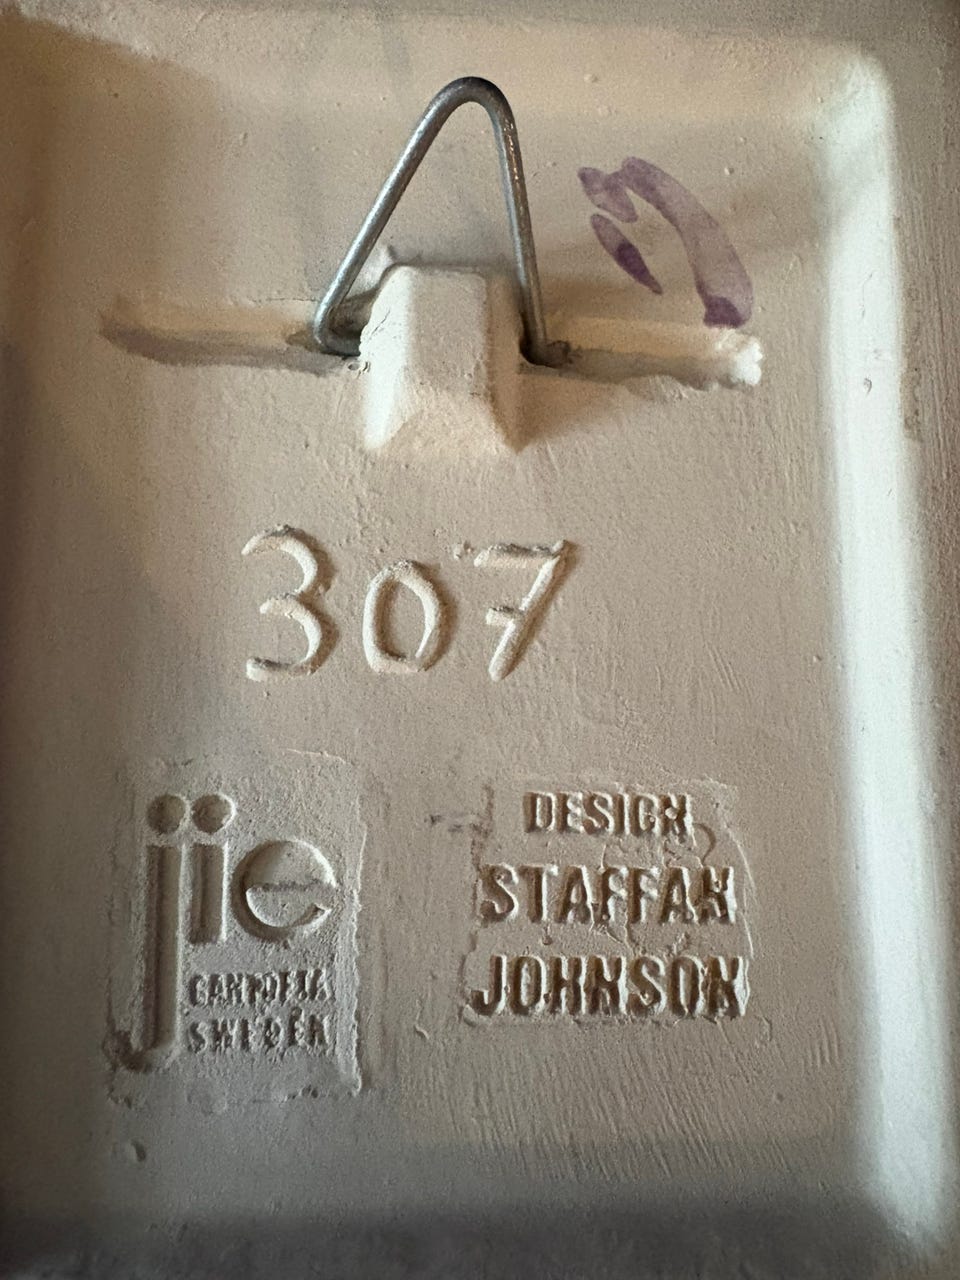 307
jie
GANTOFTA
SWEDEN
DESIGN
STAFFAN
JOHNSON